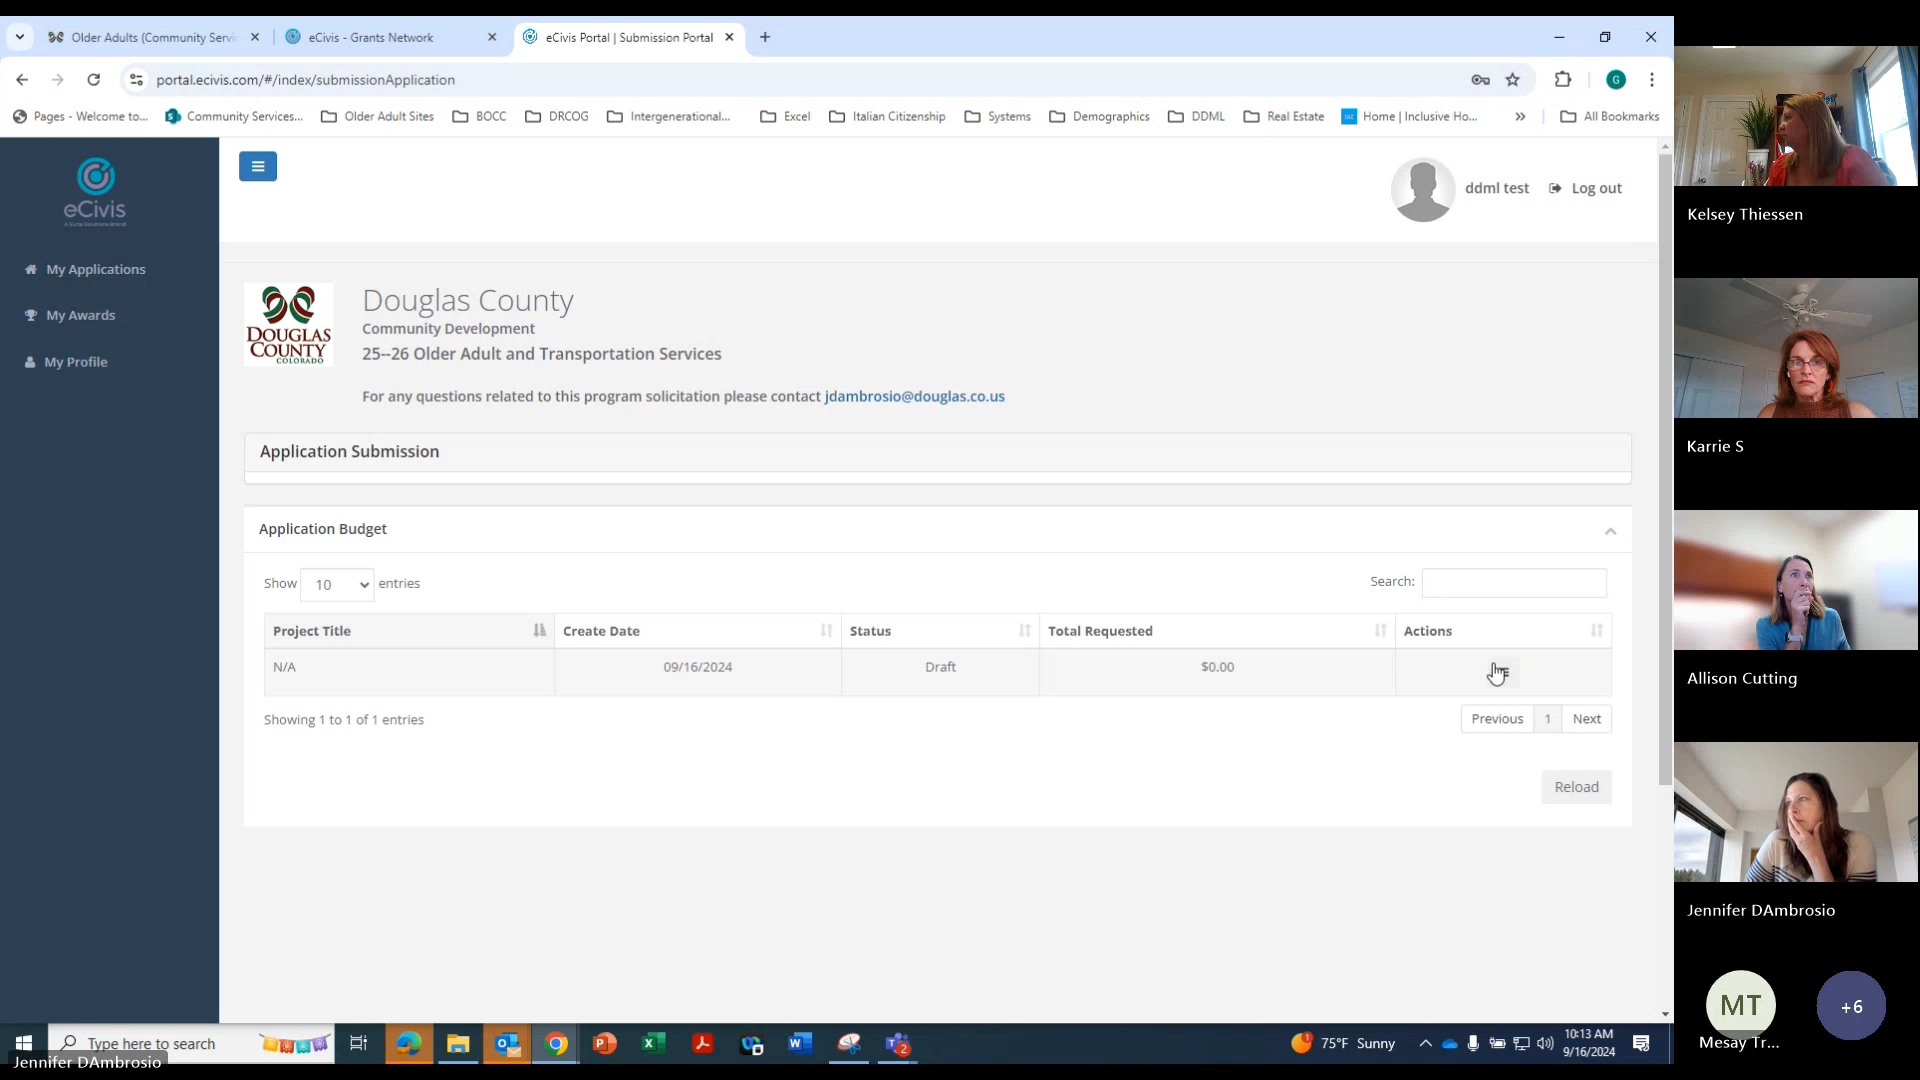 Older Adults (Community Servi
eCivis - Grants Network
eCivis Portal | Submission Portal
portal.ecivis.com/#/index/submissionApplication
G
Pages - Welcome to...
Community Services...
Older Adult Sites
BOCC
DRCOG
Intergenerational...
Excel
Italian Citizenship
Systems
Demographics
DDML
Real Estate
Home | Inclusive Ho...
All Bookmarks
eCivis
My Applications
My Awards
My Profile
ddml test
Log out
DOUGLAS
COUNTY
COLORADO
Douglas County
Community Development
25--26 Older Adult and Transportation Services
For any questions related to this program solicitation please contact jdambrosio@douglas.co.us
Application Submission
Application Budget
Show 10 entries
Search:
Project Title Create Date Status Total Requested Actions
N/A 09/16/2024 Draft $0.00
Showing 1 to 1 of 1 entries
Previous 1 Next
Reload
Type here to search
75°F Sunny
10:13 AM
9/16/2024
Jennifer DAmbrosio
Kelsey Thiessen
Karrie S
Allison Cutting
Jennifer DAmbrosio
MT
Mesay Tr...
+6